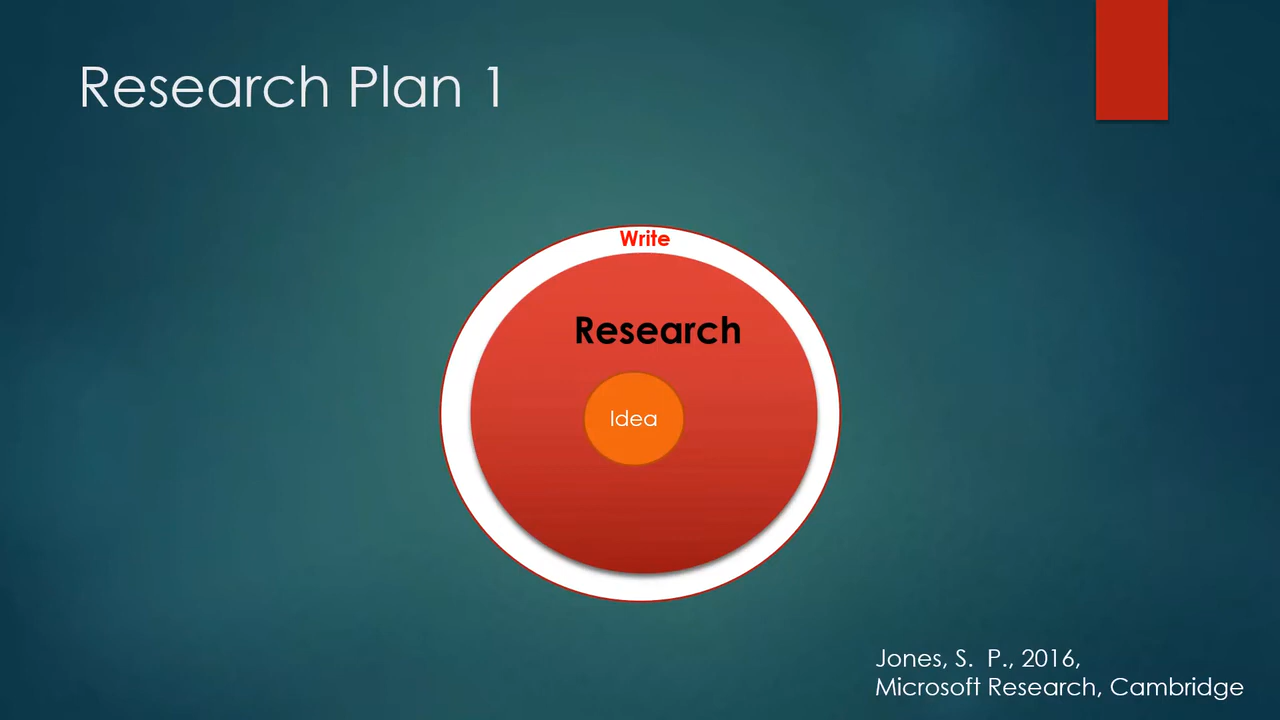 Research Plan 1
Write
Research
Idea
Jones, S. P., 2016,
Microsoft Research, Cambridge